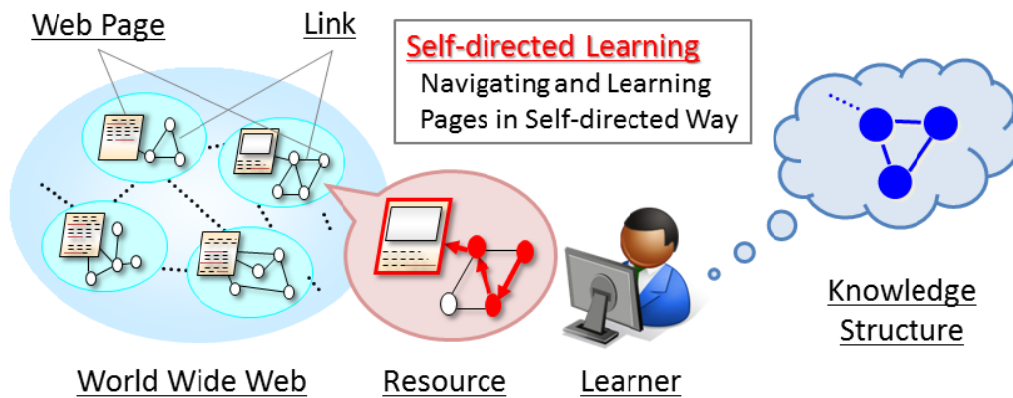 Web Page
Link
Self-directed Learning
Navigating and Learning
Pages in Self-directed Way
Knowledge
Structure
World Wide Web
Resource
Learner